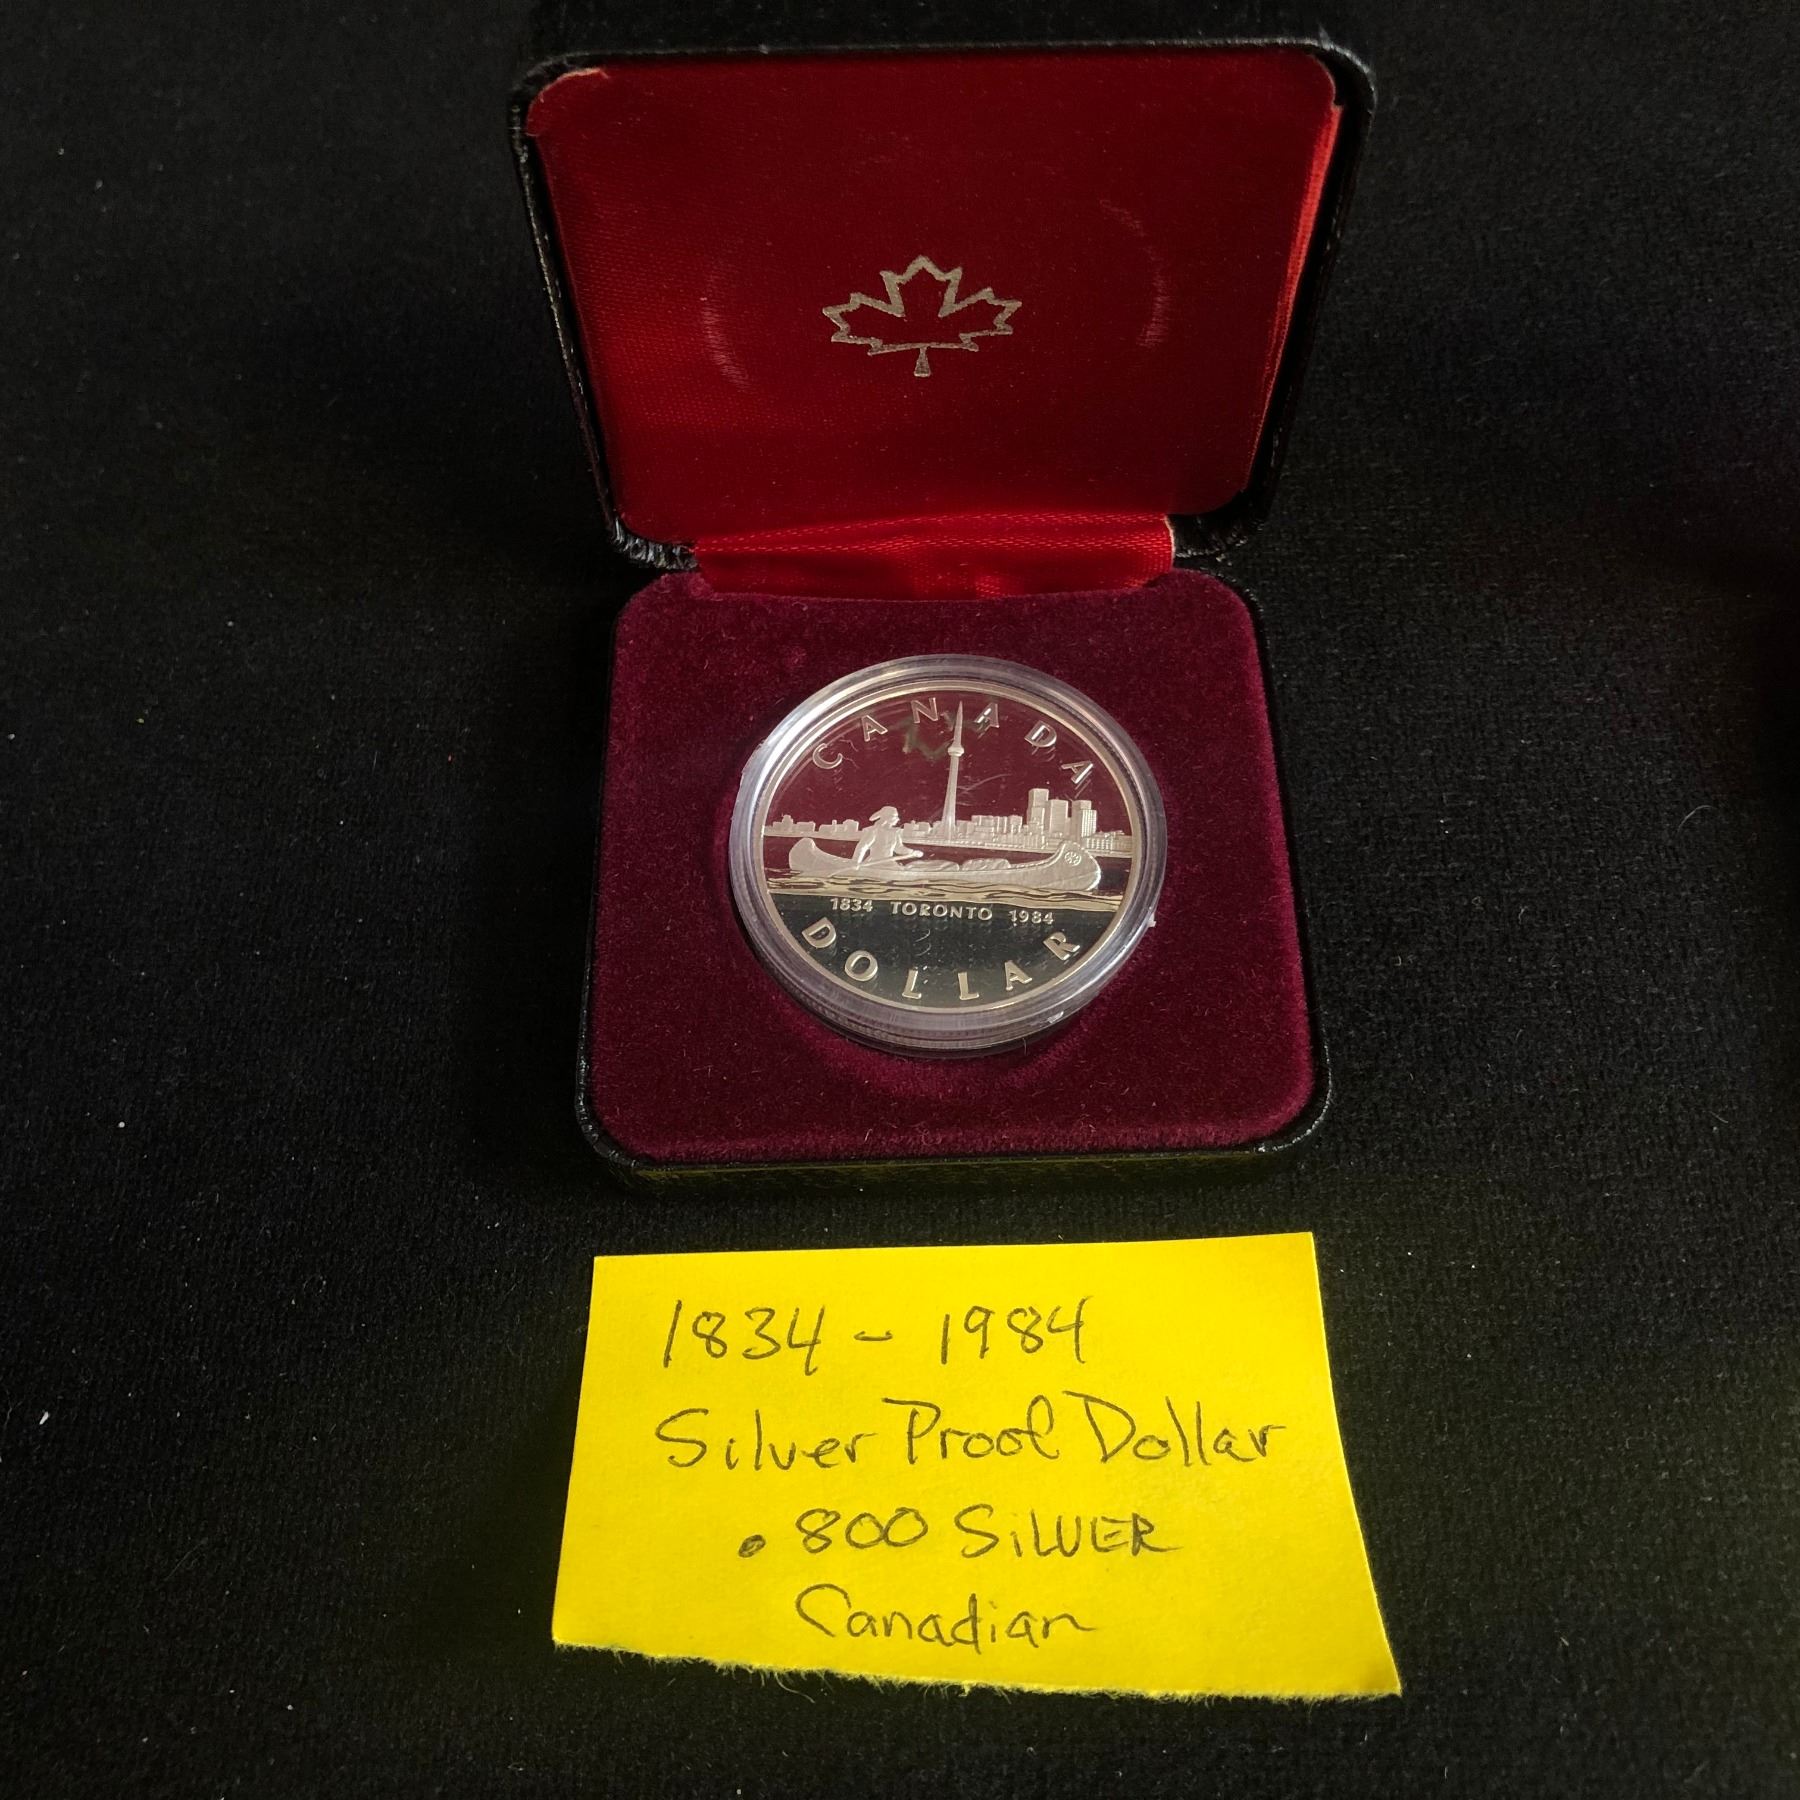 CANADA
1834 TORONTO 1984
DOLLAR
1834 - 1984
Silver Proof Dollar
.800 SILVER
Canadian